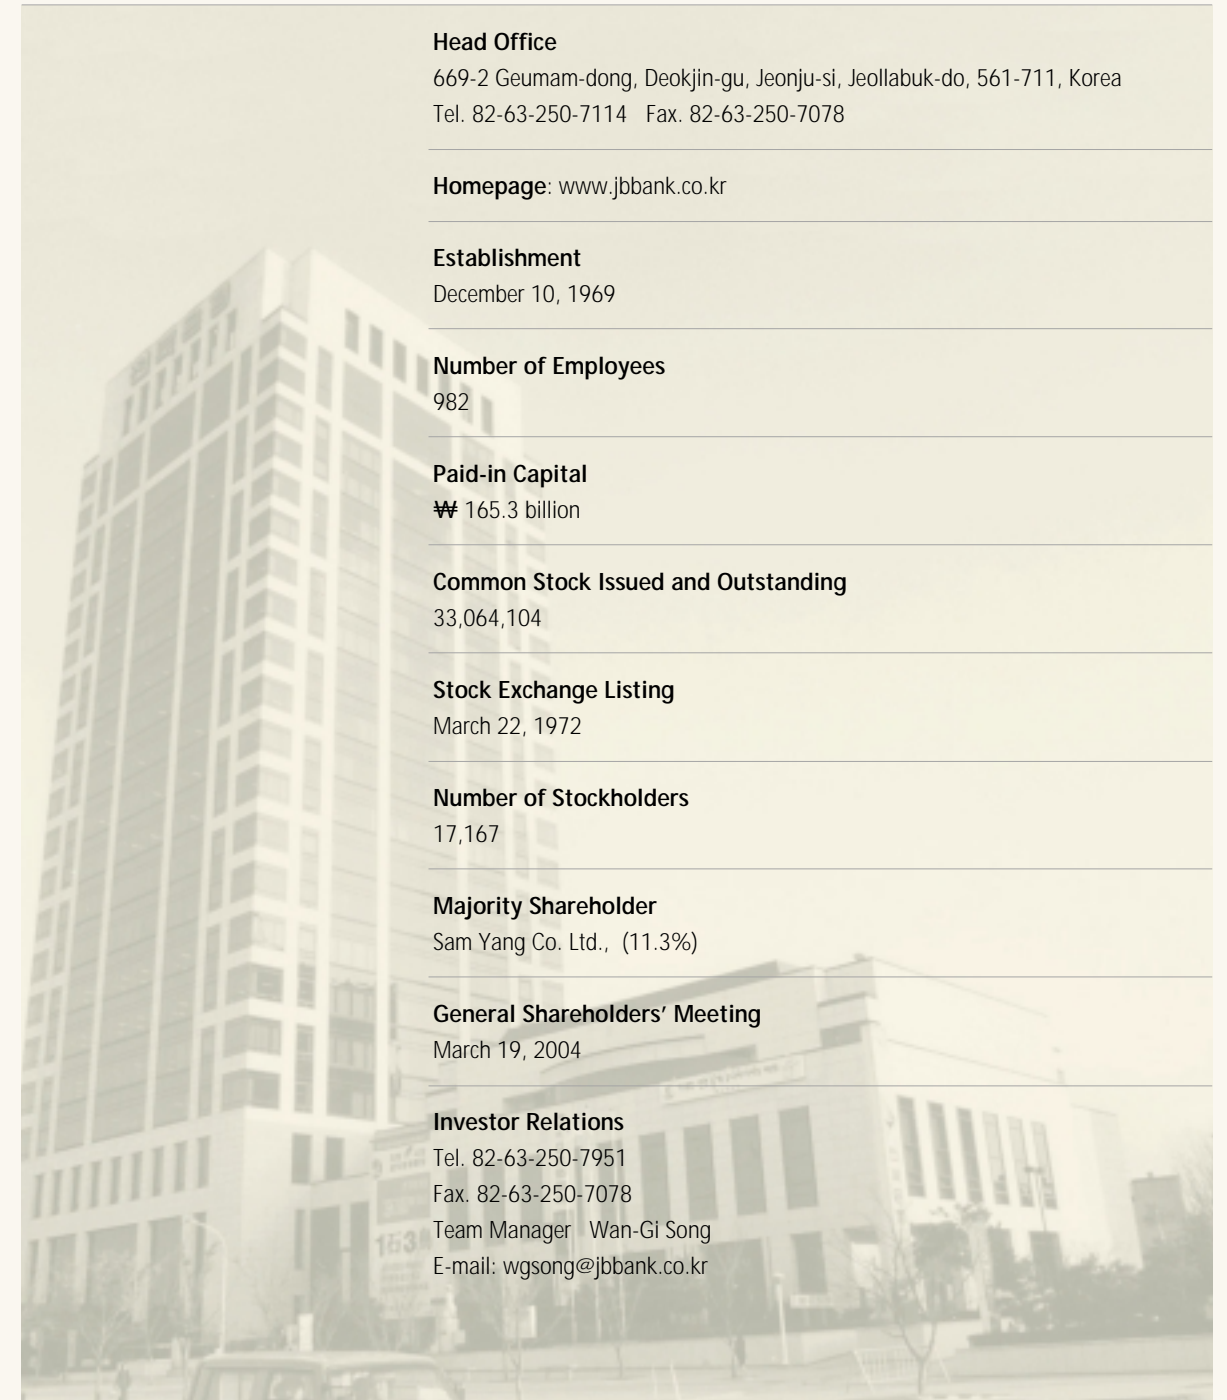 Head Office
669-2 Geumam-dong, Deokjin-gu, Jeonju-si, Jeollabuk-do, 561-711, Korea
Tel. 82-63-250-7114 Fax. 82-63-250-7078
Homepage: www.jbbank.co.kr
Establishment
December 10, 1969
Number of Employees
982
Paid-in Capital
₩ 165.3 billion
Common Stock Issued and Outstanding
33,064,104
Stock Exchange Listing
March 22, 1972
Number of Stockholders
17,167
Majority Shareholder
Sam Yang Co. Ltd., (11.3%)
General Shareholders’ Meeting
March 19, 2004
Investor Relations
Tel. 82-63-250-7951
Fax. 82-63-250-7078
Team Manager Wan-Gi Song
E-mail: wgsong@jbbank.co.kr